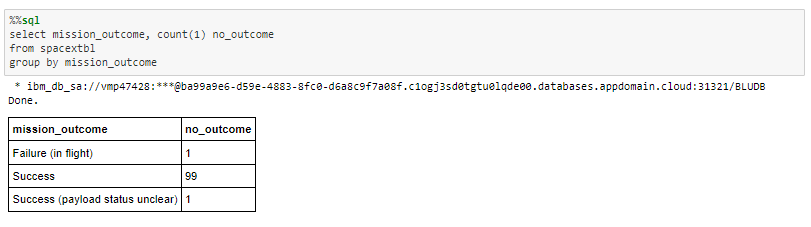 %%sql
select mission_outcome, count(1) no_outcome
from spacextbl
group by mission_outcome
* ibm_db_sa://vmp47428:***@ba99a9e6-d59e-4883-8fc0-d6a8c9f7a08f.c1ogj3sd0tgtu0lqde00.databases.appdomain.cloud:31321/BLUDB
Done.
mission_outcome no_outcome
Failure (in flight) 1
Success 99
Success (payload status unclear) 1